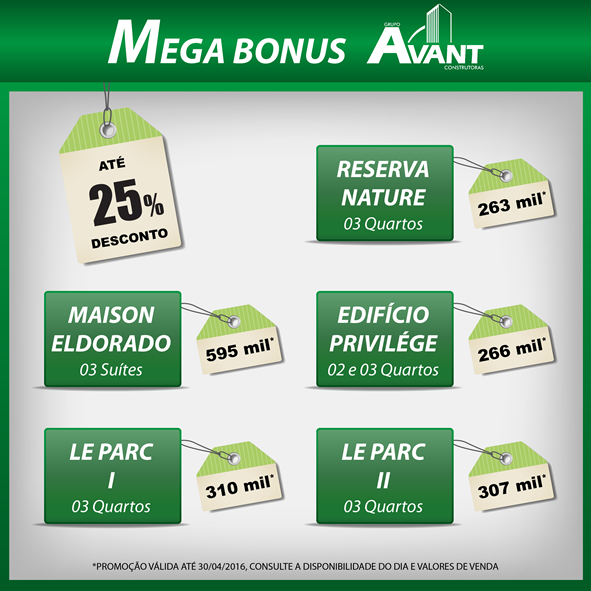 MEGA BONUS
GRUPO
AVANT
CONSTRUTORAS
ATÉ
25%
DESCONTO
RESERVA
NATURE
03 Quartos
263 mil*
MAISON
ELDORADO
03 Suítes
595 mil*
EDIFÍCIO
PRIVILÉGE
02 e 03 Quartos
266 mil*
LE PARC
I
03 Quartos
310 mil*
LE PARC
II
03 Quartos
307 mil*
*PROMOÇÃO VÁLIDA ATÉ 30/04/2016, CONSULTE A DISPONIBILIDADE DO DIA E VALORES DE VENDA